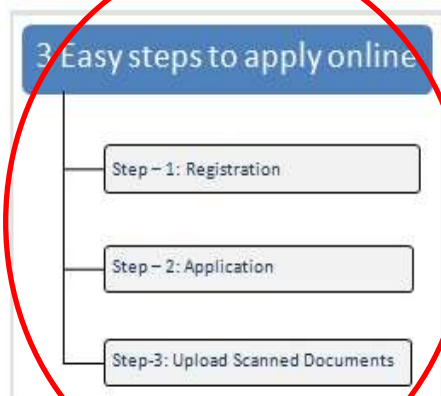 3 Easy steps to apply online
Step – 1: Registration
Step – 2: Application
Step-3: Upload Scanned Documents